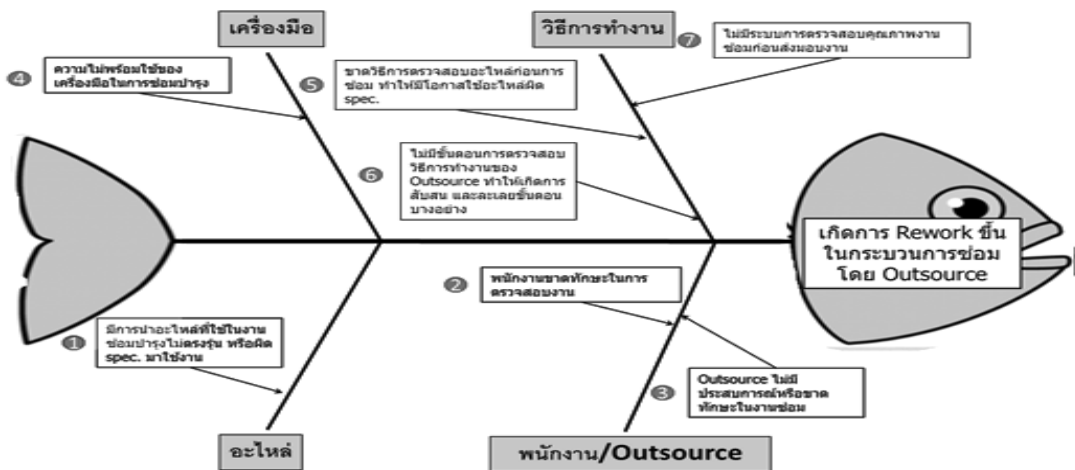 เครื่องมือ
วิธีการทำงาน
7
ไม่มีระบบการตรวจสอบคุณภาพงาน
ซ่อมก่อนส่งมอบงาน
4
ความไม่พร้อมใช้ของ
เครื่องมือในการซ่อมบำรุง
5
ขาดวิธีการตรวจสอบอะไหล่ก่อนการ
ซ่อม ทำให้มีโอกาสใช้อะไหล่ผิด
spec.
6
ไม่มีขั้นตอนการตรวจสอบ
วิธีการทำงานของ
Outsource ทำให้เกิดการ
สับสน และละเลยขั้นตอน
บางอย่าง
เกิดการ Rework ขึ้น
ในกระบวนการซ่อม
โดย Outsource
2
พนักงานขาดทักษะในการ
ตรวจสอบงาน
1
มีการนำอะไหล่ที่ใช้ในงาน
ซ่อมบำรุงไม่ตรงรุ่น หรือผิด
spec. มาใช้งาน
3
Outsource ไม่มี
ประสบการณ์หรือขาด
ทักษะในงานซ่อม
อะไหล่
พนักงาน/Outsource